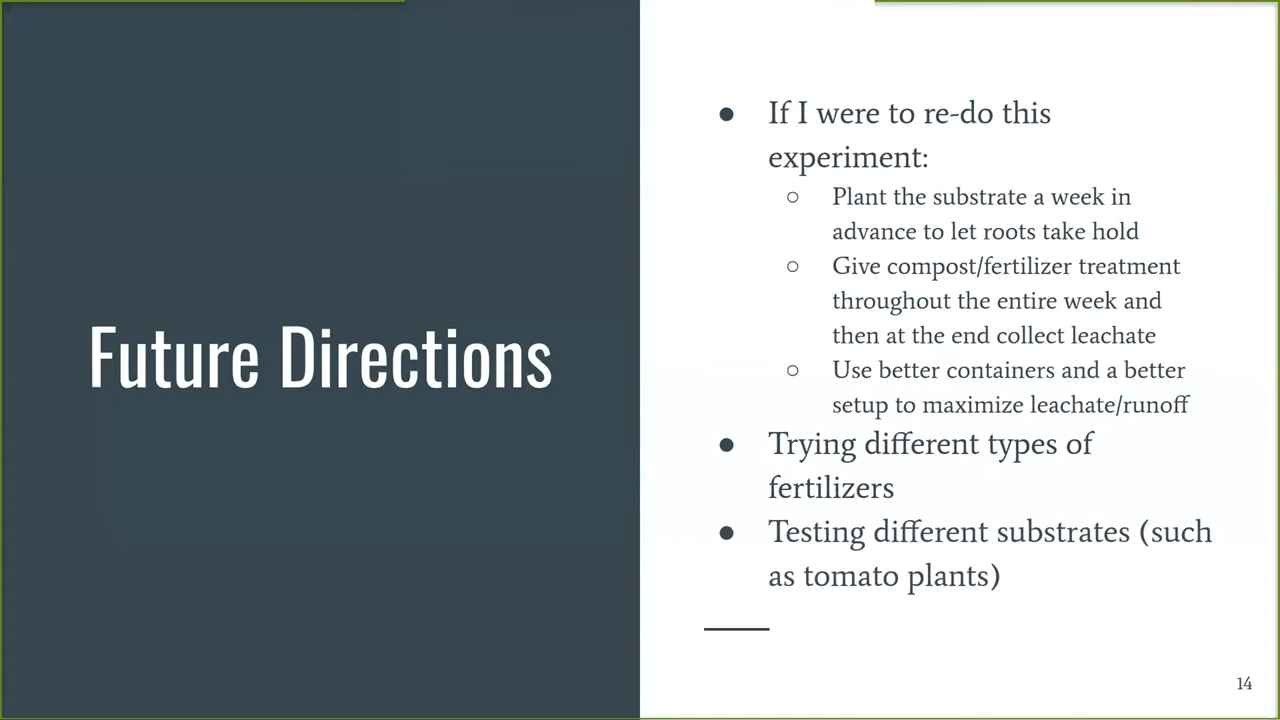 Future Directions
● If I were to re-do this
experiment:
○ Plant the substrate a week in
advance to let roots take hold
○ Give compost/fertilizer treatment
throughout the entire week and
then at the end collect leachate
○ Use better containers and a better
setup to maximize leachate/runoff
● Trying different types of
fertilizers
● Testing different substrates (such
as tomato plants)
14